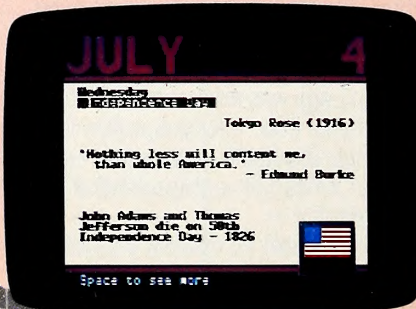 JULY 4
Wednesday
Independence Day
Tokyo Rose (1916)
"Nothing less will content me,
than whole America."
- Edmund Burke
John Adams and Thomas
Jefferson die on 50th
Independence Day - 1826
Space to see more